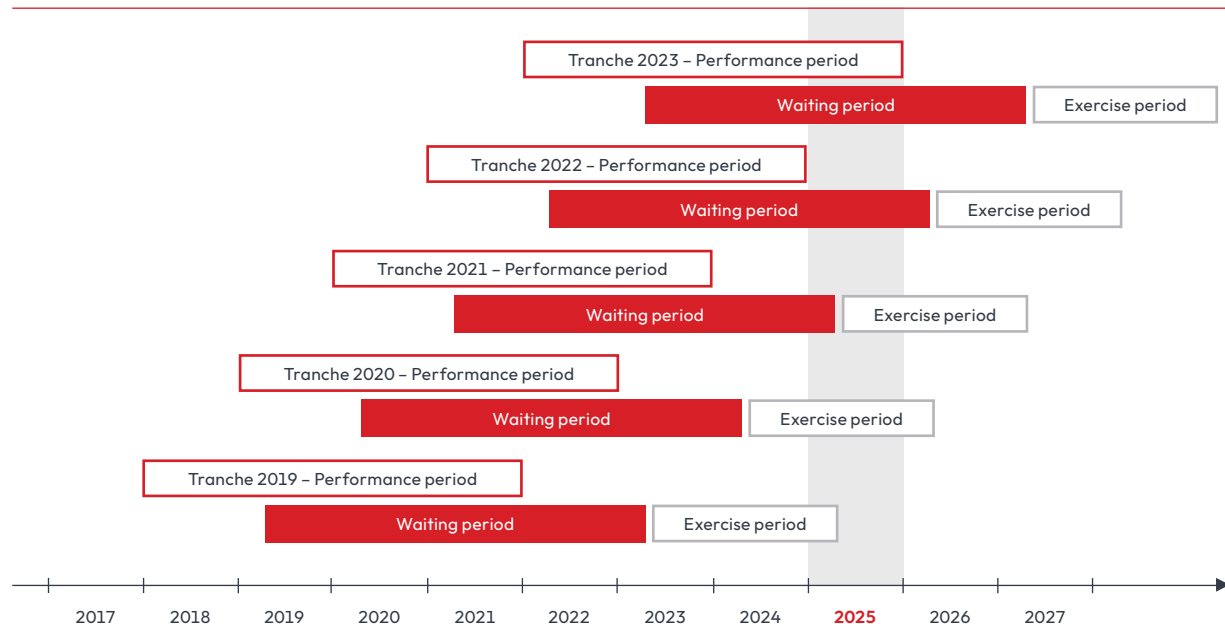 Tranche 2023 – Performance period
Waiting period
Exercise period
Tranche 2022 – Performance period
Waiting period
Exercise period
Tranche 2021 – Performance period
Waiting period
Exercise period
Tranche 2020 – Performance period
Waiting period
Exercise period
Tranche 2019 – Performance period
Waiting period
Exercise period
2017 2018 2019 2020 2021 2022 2023 2024 2025 2026 2027